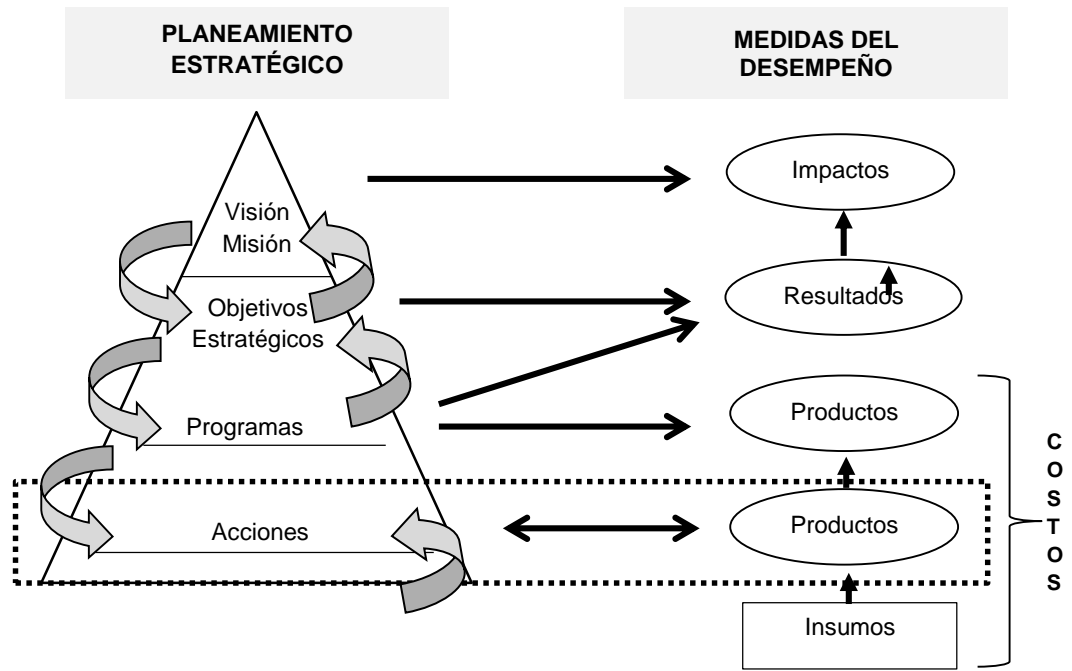 PLANEAMIENTO
ESTRATÉGICO
MEDIDAS DEL
DESEMPEÑO
Visión
Misión
Objetivos
Estratégicos
Programas
Acciones
Impactos
Resultados
Productos
Productos
Insumos
C
O
S
T
O
S